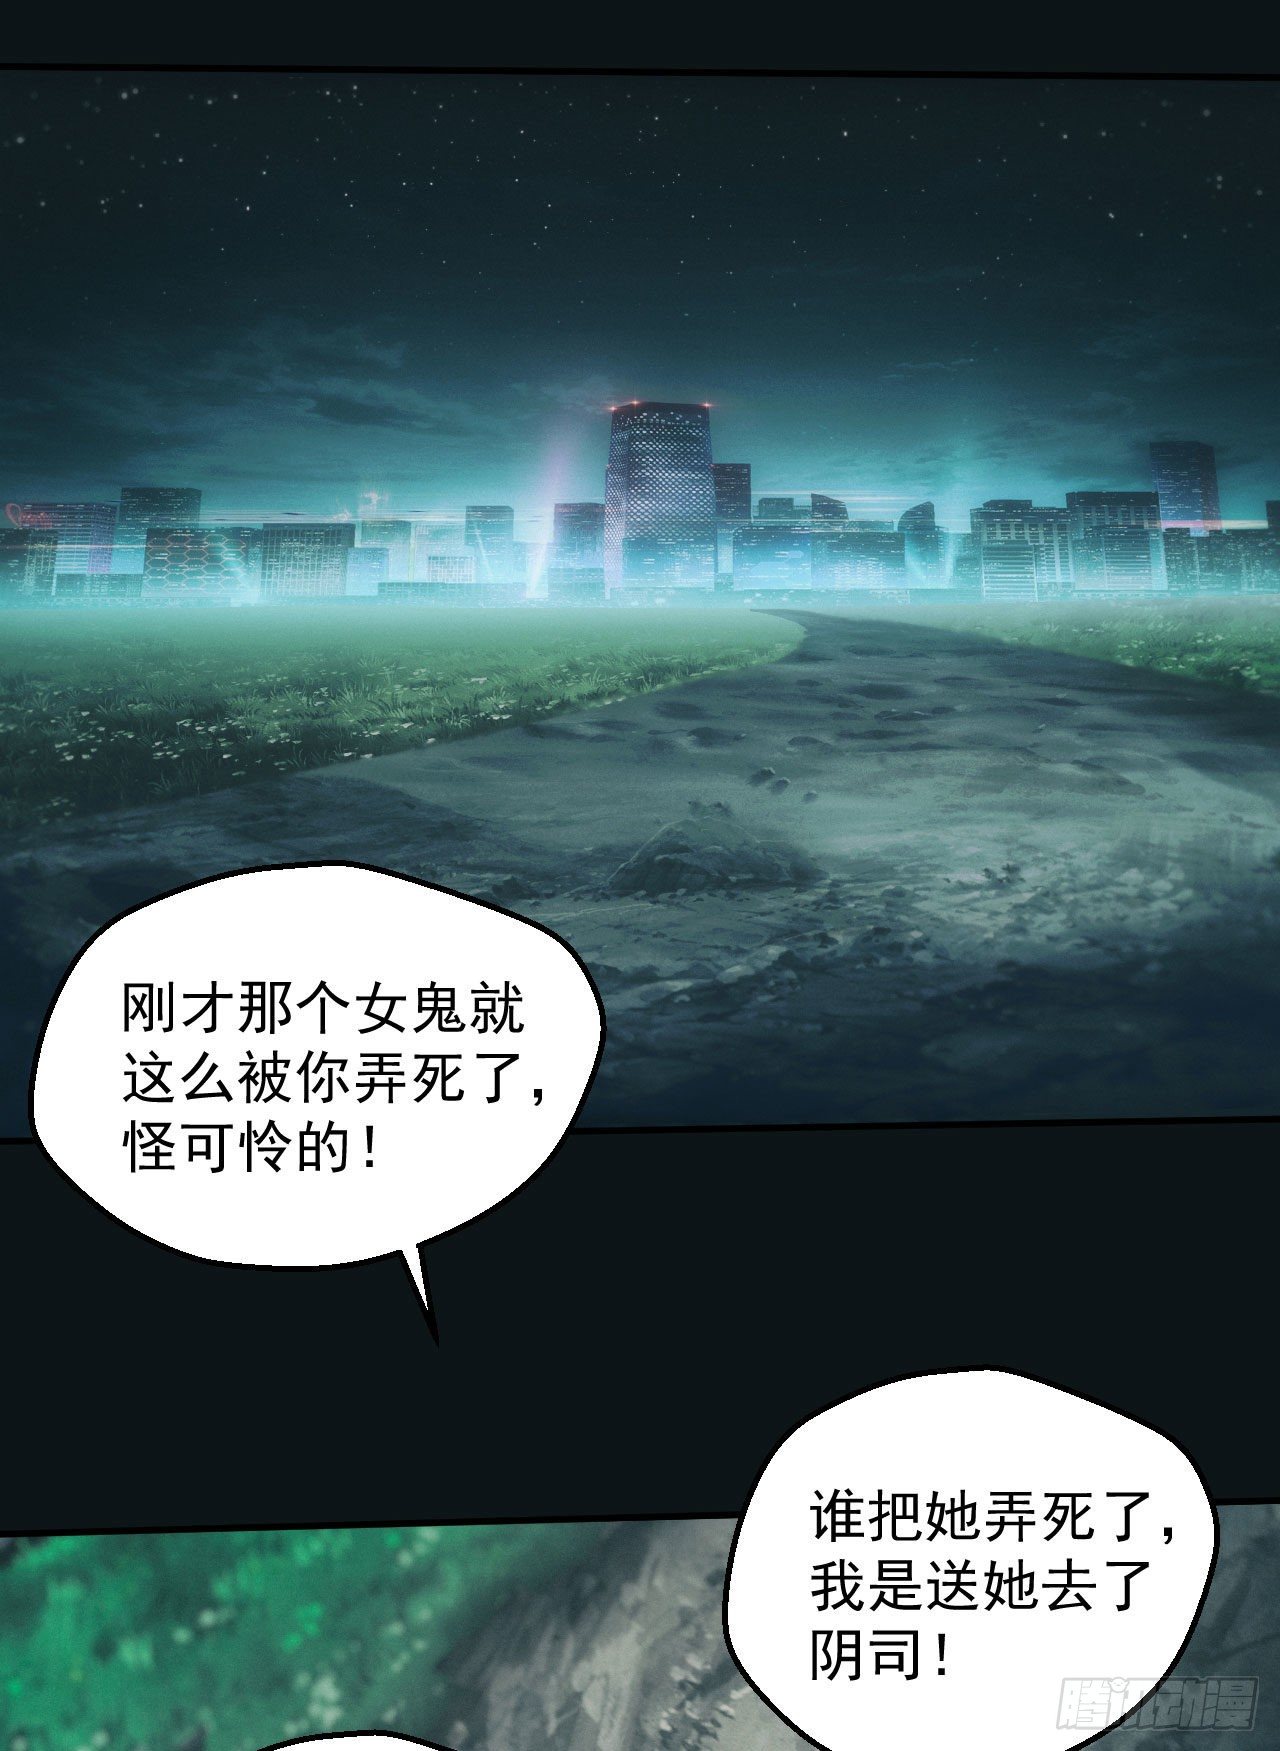 刚才那个女鬼就
这么被你弄死了，
怪可怜的！
谁把她弄死了，
我是送她去了
阴司！
腾讯动漫